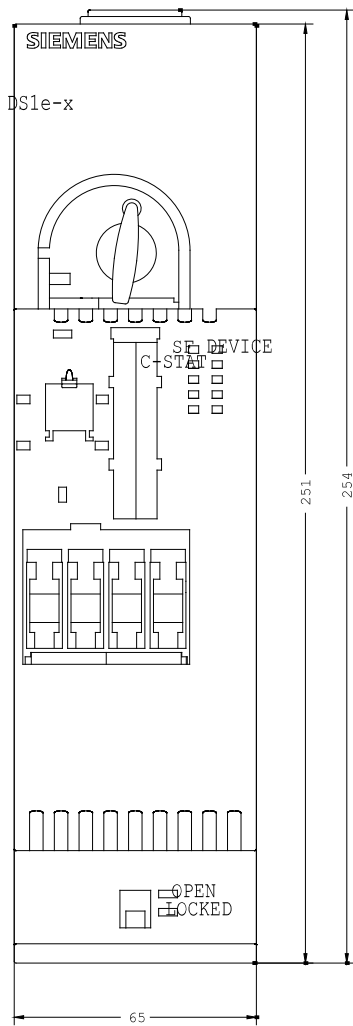 SIEMENS
DS1e-x
SF DEVICE
C-STAT
251
254
OPEN
LOCKED
65